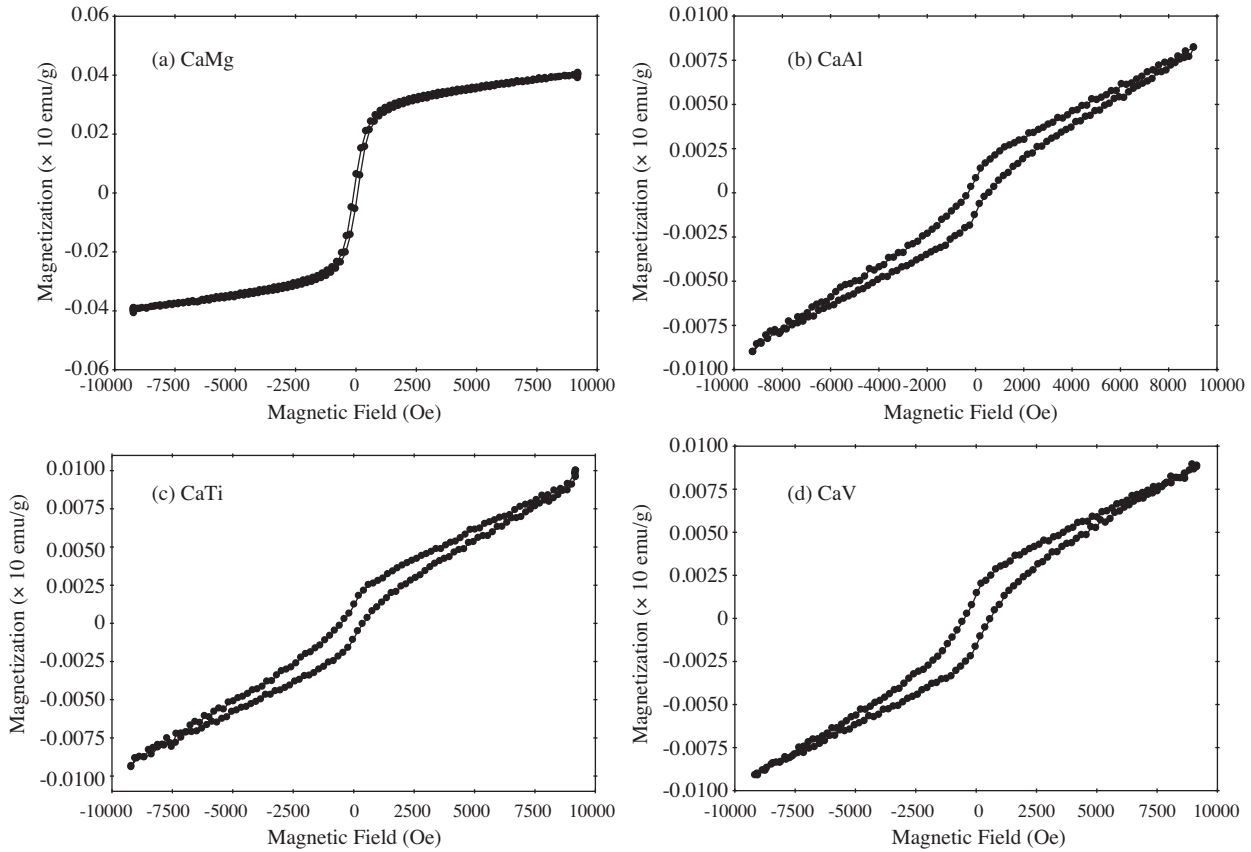 (a) CaMg
Magnetization (× 10 emu/g)
0.06
0.04
0.02
0
-0.02
-0.04
-0.06
-10000 -7500 -5000 -2500 0 2500 5000 7500 10000
Magnetic Field (Oe)
(b) CaAl
Magnetization (× 10 emu/g)
0.0100
0.0075
0.0050
0.0025
0
-0.0025
-0.0050
-0.0075
-0.0100
-10000 -8000 -6000 -4000 -2000 0 2000 4000 6000 8000 10000
Magnetic Field (Oe)
(c) CaTi
Magnetization (× 10 emu/g)
0.0100
0.0075
0.0050
0.0025
0
-0.0025
-0.0050
-0.0075
-0.0100
-10000 -7500 -5000 -2500 0 2500 5000 7500 10000
Magnetic Field (Oe)
(d) CaV
Magnetization (× 10 emu/g)
0.0100
0.0075
0.0050
0.0025
0
-0.0025
-0.0050
-0.0075
-0.0100
-10000 -7500 -5000 -2500 0 2500 5000 7500 10000
Magnetic Field (Oe)